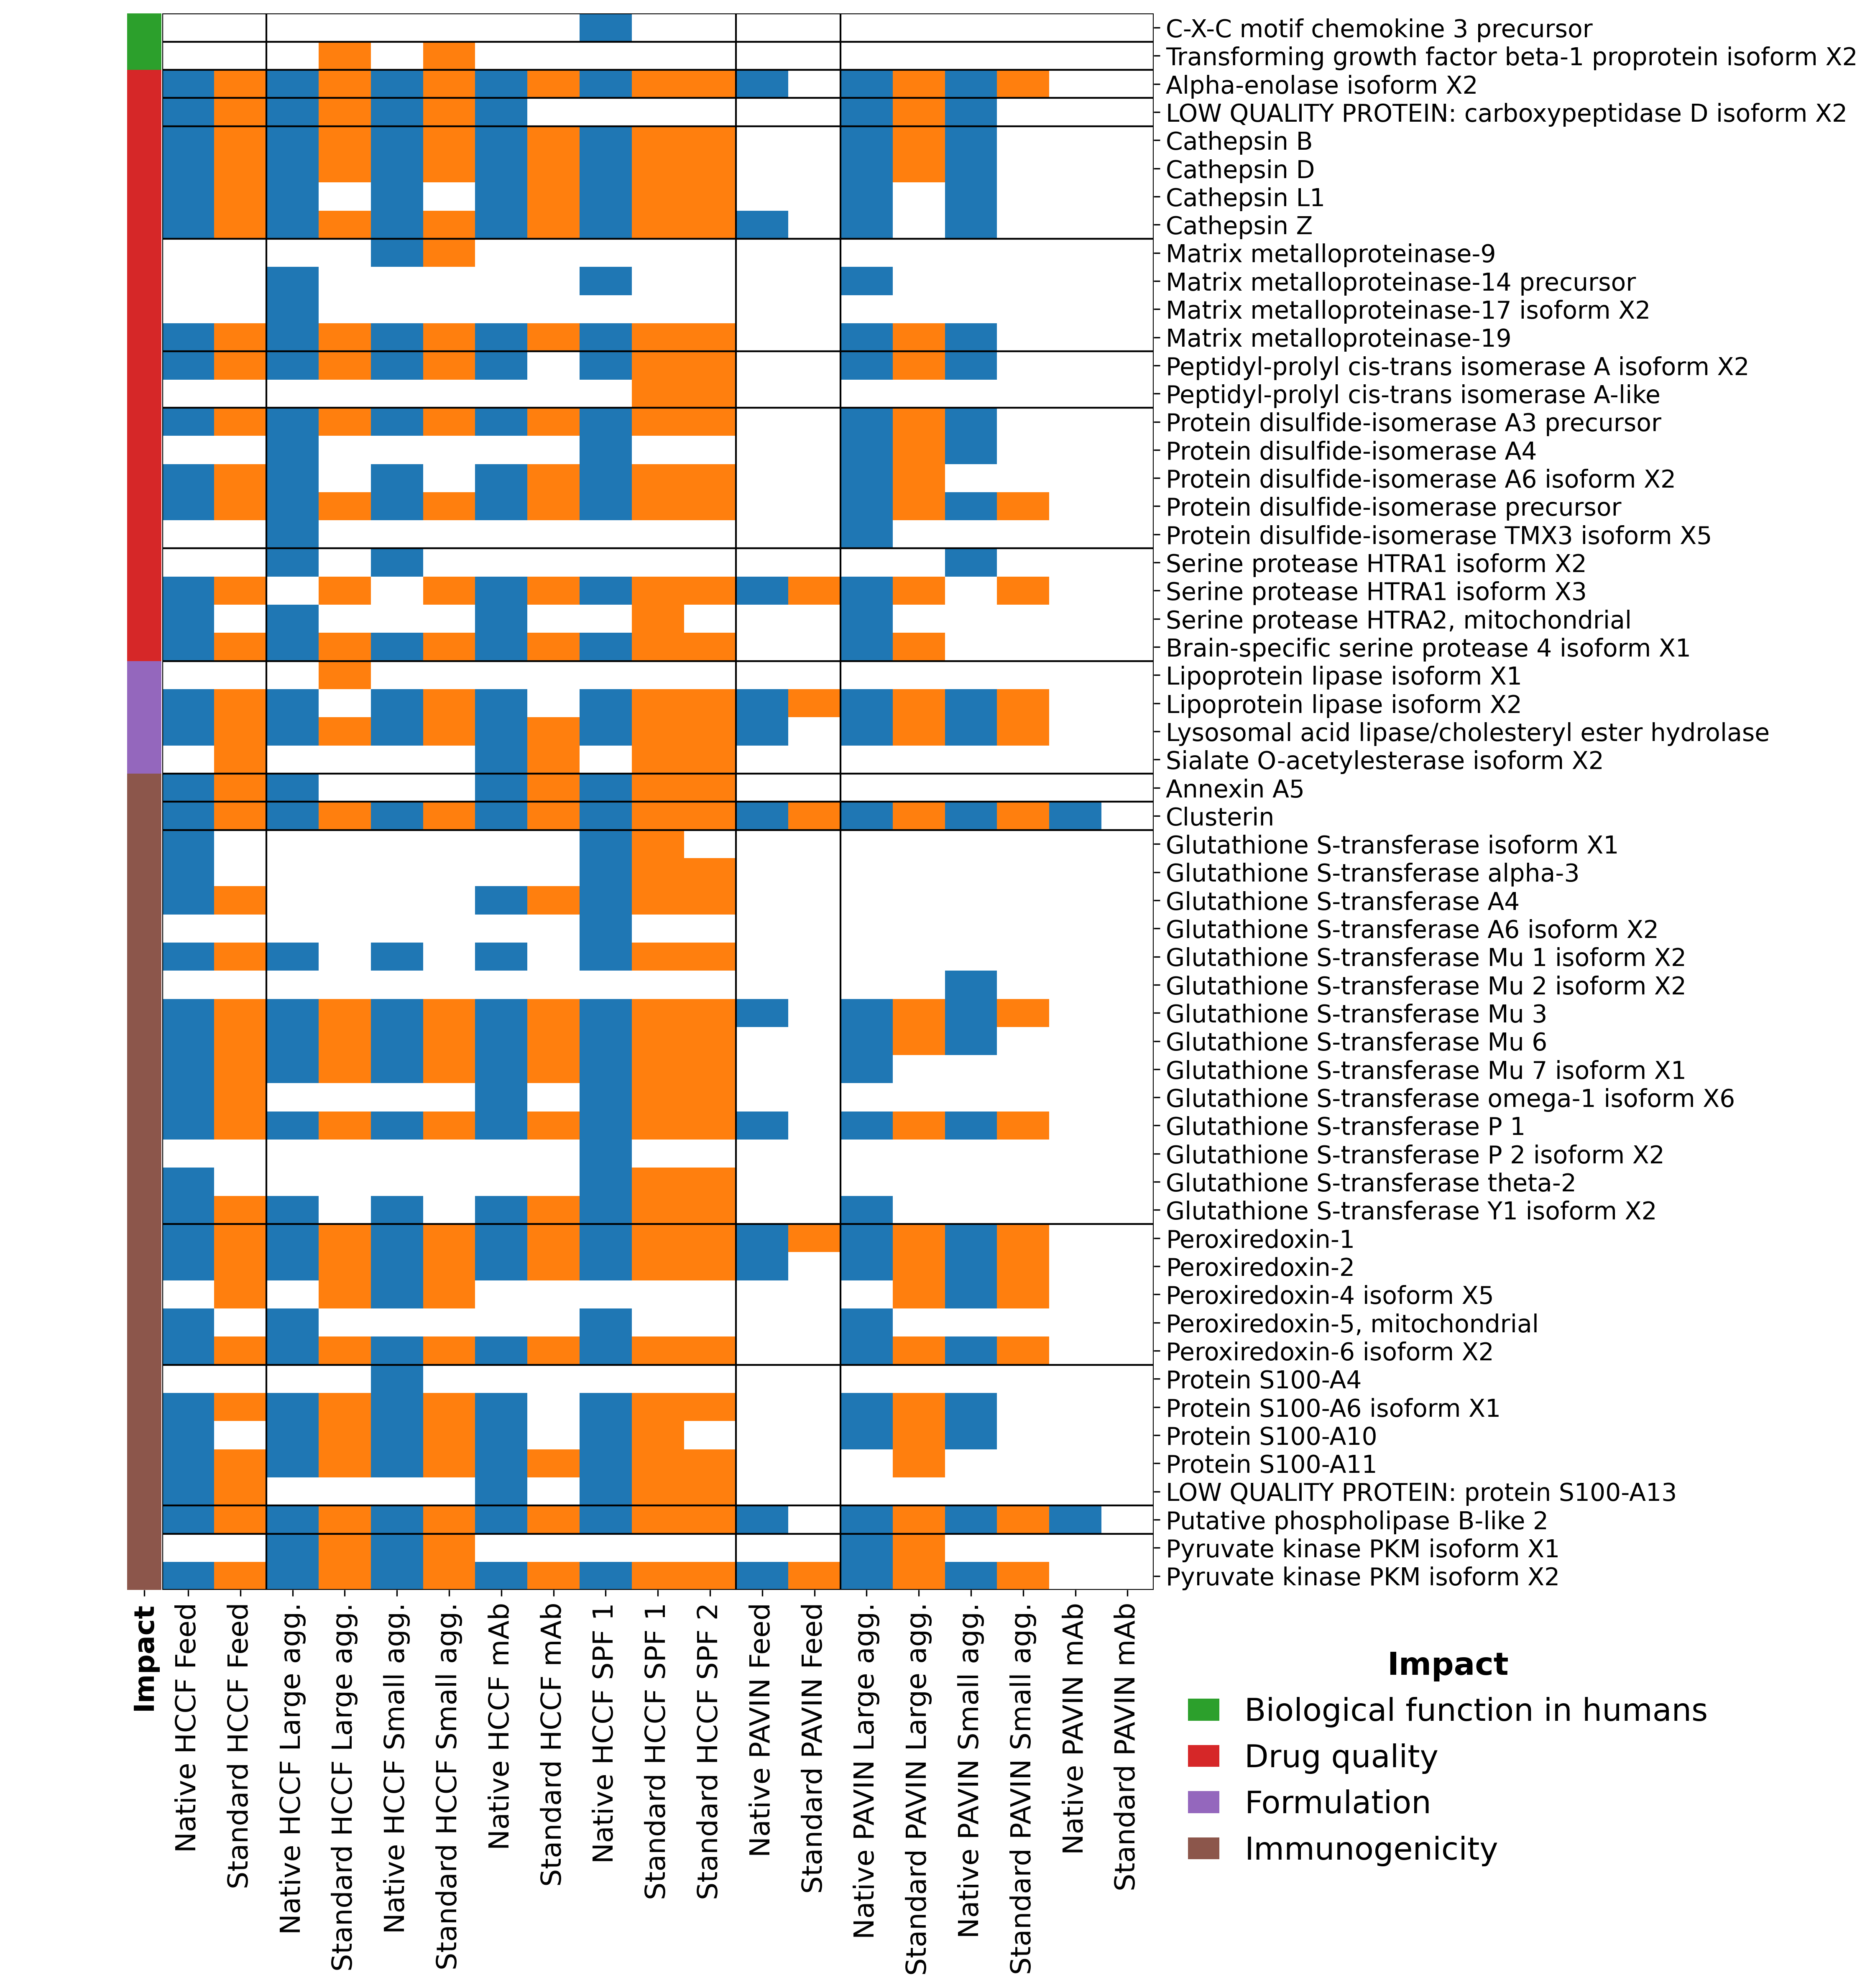 C-X-C motif chemokine 3 precursor
Transforming growth factor beta-1 proprotein isoform X2
Alpha-enolase isoform X2
LOW QUALITY PROTEIN: carboxypeptidase D isoform X2
Cathepsin B
Cathepsin D
Cathepsin L1
Cathepsin Z
Matrix metalloproteinase-9
Matrix metalloproteinase-14 precursor
Matrix metalloproteinase-17 isoform X2
Matrix metalloproteinase-19
Peptidyl-prolyl cis-trans isomerase A isoform X2
Peptidyl-prolyl cis-trans isomerase A-like
Protein disulfide-isomerase A3 precursor
Protein disulfide-isomerase A4
Protein disulfide-isomerase A6 isoform X2
Protein disulfide-isomerase precursor
Protein disulfide-isomerase TMX3 isoform X5
Serine protease HTRA1 isoform X2
Serine protease HTRA1 isoform X3
Serine protease HTRA2, mitochondrial
Brain-specific serine protease 4 isoform X1
Lipoprotein lipase isoform X1
Lipoprotein lipase isoform X2
Lysosomal acid lipase/cholesteryl ester hydrolase
Sialate O-acetylesterase isoform X2
Annexin A5
Clusterin
Glutathione S-transferase isoform X1
Glutathione S-transferase alpha-3
Glutathione S-transferase A4
Glutathione S-transferase A6 isoform X2
Glutathione S-transferase Mu 1 isoform X2
Glutathione S-transferase Mu 2 isoform X2
Glutathione S-transferase Mu 3
Glutathione S-transferase Mu 6
Glutathione S-transferase Mu 7 isoform X1
Glutathione S-transferase omega-1 isoform X6
Glutathione S-transferase P 1
Glutathione S-transferase P 2 isoform X2
Glutathione S-transferase theta-2
Glutathione S-transferase Y1 isoform X2
Peroxiredoxin-1
Peroxiredoxin-2
Peroxiredoxin-4 isoform X5
Peroxiredoxin-5, mitochondrial
Peroxiredoxin-6 isoform X2
Protein S100-A4
Protein S100-A6 isoform X1
Protein S100-A10
Protein S100-A11
LOW QUALITY PROTEIN: protein S100-A13
Putative phospholipase B-like 2
Pyruvate kinase PKM isoform X1
Pyruvate kinase PKM isoform X2
Impact
Native HCCF Feed
Standard HCCF Feed
Native HCCF Large agg.
Standard HCCF Large agg.
Native HCCF Small agg.
Standard HCCF Small agg.
Native HCCF mAb
Standard HCCF mAb
Native HCCF SPF 1
Standard HCCF SPF 1
Standard HCCF SPF 2
Native PAVIN Feed
Standard PAVIN Feed
Native PAVIN Large agg.
Standard PAVIN Large agg.
Native PAVIN Small agg.
Standard PAVIN Small agg.
Native PAVIN mAb
Standard PAVIN mAb
Impact
Biological function in humans
Drug quality
Formulation
Immunogenicity